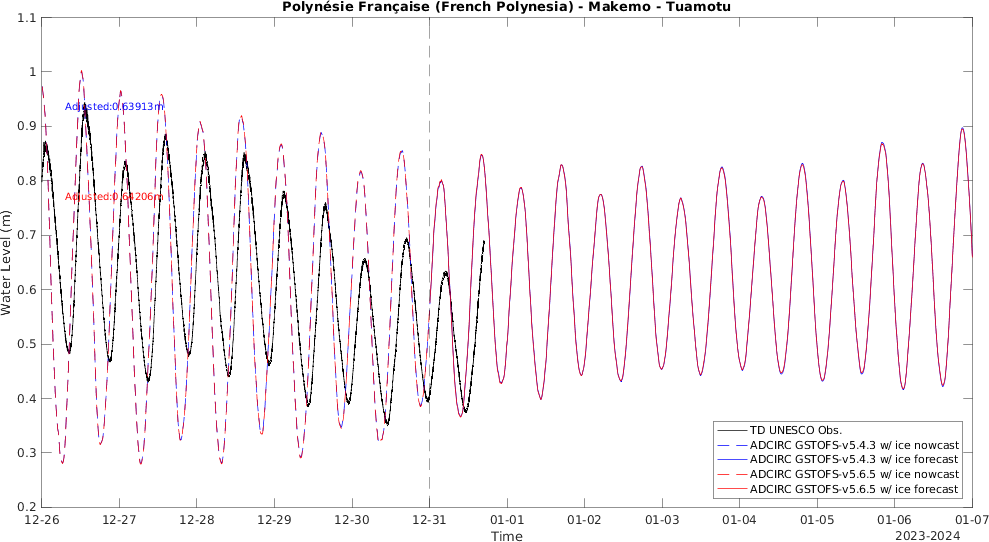 Polynésie Française (French Polynesia) - Makemo - Tuamotu
1.1
1
0.9
0.8
0.7
0.6
0.5
0.4
0.3
0.2
Water Level (m)
Adjusted:0.63913m
Adjusted:0.64206m
TD UNESCO Obs.
ADCIRC GSTOFS-v5.4.3 w/ ice nowcast
ADCIRC GSTOFS-v5.4.3 w/ ice forecast
ADCIRC GSTOFS-v5.6.5 w/ ice nowcast
ADCIRC GSTOFS-v5.6.5 w/ ice forecast
12-26 12-27 12-28 12-29 12-30 12-31 01-01 01-02 01-03 01-04 01-05 01-06 01-07
Time
2023-2024